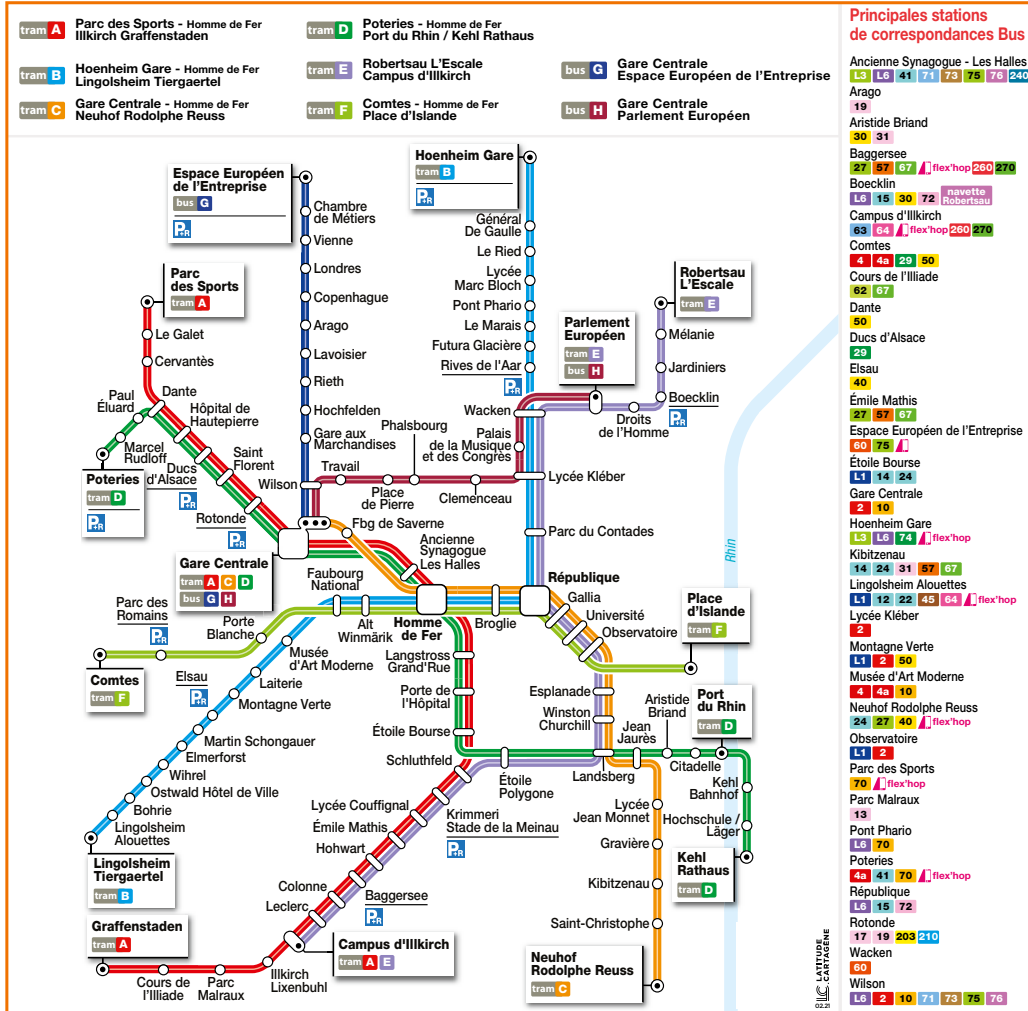 tram A Parc des Sports - Homme de Fer
Illkirch Graffenstaden
tram B Hoenheim Gare - Homme de Fer
Lingolsheim Tiergaertel
tram C Gare Centrale - Homme de Fer
Neuhof Rodolphe Reuss
tram D Poteries - Homme de Fer
Port du Rhin / Kehl Rathaus
tram E Robertsau L'Escale
Campus d'Illkirch
tram F Comtes - Homme de Fer
Place d'Islande
bus G Gare Centrale
Espace Européen de l'Entreprise
bus H Gare Centrale
Parlement Européen
Espace Européen
de l'Entreprise
bus G
P+R
Chambre
de Métiers
Vienne
Londres
Copenhague
Arago
Lavoisier
Rieth
Hochfelden
Gare aux
Marchandises
Wilson
Hoenheim Gare
tram B
P+R
Général
De Gaulle
Le Ried
Lycée
Marc Bloch
Pont Phario
Le Marais
Futura Glacière
Rives de l'Aar
P+R
Wacken
Palais
de la Musique
et des Congrès
Lycée Kléber
Parc du Contades
Parlement
Européen
tram E
bus H
Robertsau
L'Escale
tram E
Mélanie
Jardiniers
Boecklin
P+R
Droits
de l'Homme
Parc
des Sports
tram A
Le Galet
Cervantès
Dante
Paul
Éluard
Marcel
Rudloff
Poteries
tram D
P+R
Hôpital de
Hautepierre
Ducs
d'Alsace
P+R
Saint
Florent
Rotonde
P+R
Travail
Phalsbourg
Place
de Pierre
Clemenceau
Fbg de Saverne
Ancienne
Synagogue
Les Halles
Gare Centrale
tram A C D
bus G H
Faubourg
National
Alt
Winmärik
Homme
de Fer
Broglie
République
Gallia
Université
Observatoire
Place
d'Islande
tram F
Parc des
Romains
P+R
Porte
Blanche
Comtes
tram F
Musée
d'Art Moderne
Laiterie
Elsau
P+R
Montagne Verte
Martin Schongauer
Elmerforst
Wihrel
Ostwald Hôtel de Ville
Bohrie
Lingolsheim
Alouettes
Lingolsheim
Tiergaertel
tram B
Langstross
Grand'Rue
Porte de
l'Hôpital
Étoile Bourse
Schluthfeld
Étoile
Polygone
Esplanade
Winston
Churchill
Landsberg
Jean
Jaurès
Aristide
Briand
Citadelle
Port
du Rhin
tram D
Kehl
Bahnhof
Hochschule /
Läger
Kehl
Rathaus
tram D
Rhin
Lycée
Jean Monnet
Gravière
Kibitzenau
Saint-Christophe
Neuhof
Rodolphe Reuss
tram C
Krimmeri
Stade de la Meinau
P+R
Lycée Couffignal
Émile Mathis
Hohwart
Baggersee
P+R
Colonne
Leclerc
Campus d'Illkirch
tram A E
Illkirch
Lixenbuhl
Parc
Malraux
Cours de
l'Illiade
Graffenstaden
tram A
LATITUDE
CARTAGÈNE
02.21
Principales stations
de correspondances Bus
Ancienne Synagogue - Les Halles
L3 L6 41 71 73 75 76 240
Arago
19
Aristide Briand
30 31
Baggersee
27 57 67 flex'hop 260 270
Boecklin
L6 15 30 72 navette Robertsau
Campus d'Illkirch
63 64 flex'hop 260 270
Comtes
4 4a 29 50
Cours de l'Illiade
62 67
Dante
50
Ducs d'Alsace
29
Elsau
40
Émile Mathis
27 57 67
Espace Européen de l'Entreprise
60 75
Étoile Bourse
L1 14 24
Gare Centrale
2 10
Hoenheim Gare
L3 L6 74 flex'hop
Kibitzenau
14 24 31 57 67
Lingolsheim Alouettes
L1 12 22 45 64 flex'hop
Lycée Kléber
2
Montagne Verte
L1 2 50
Musée d'Art Moderne
4 4a 10
Neuhof Rodolphe Reuss
24 27 40 flex'hop
Observatoire
L1 2
Parc des Sports
70 flex'hop
Parc Malraux
13
Pont Phario
L6 70
Poteries
4a 41 70 flex'hop
République
L6 15 72
Rotonde
17 19 203 210
Wacken
60
Wilson
L6 2 10 71 73 75 76